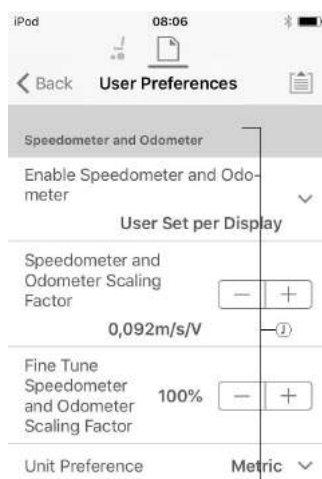 iPod
08:06
Back
User Preferences
Speedometer and Odometer
Enable Speedometer and Odo-
meter
User Set per Display
Speedometer and
Odometer Scaling
Factor
0,092m/s/V
J
Fine Tune
Speedometer
and Odometer
Scaling Factor
100%
Unit Preference
Metric